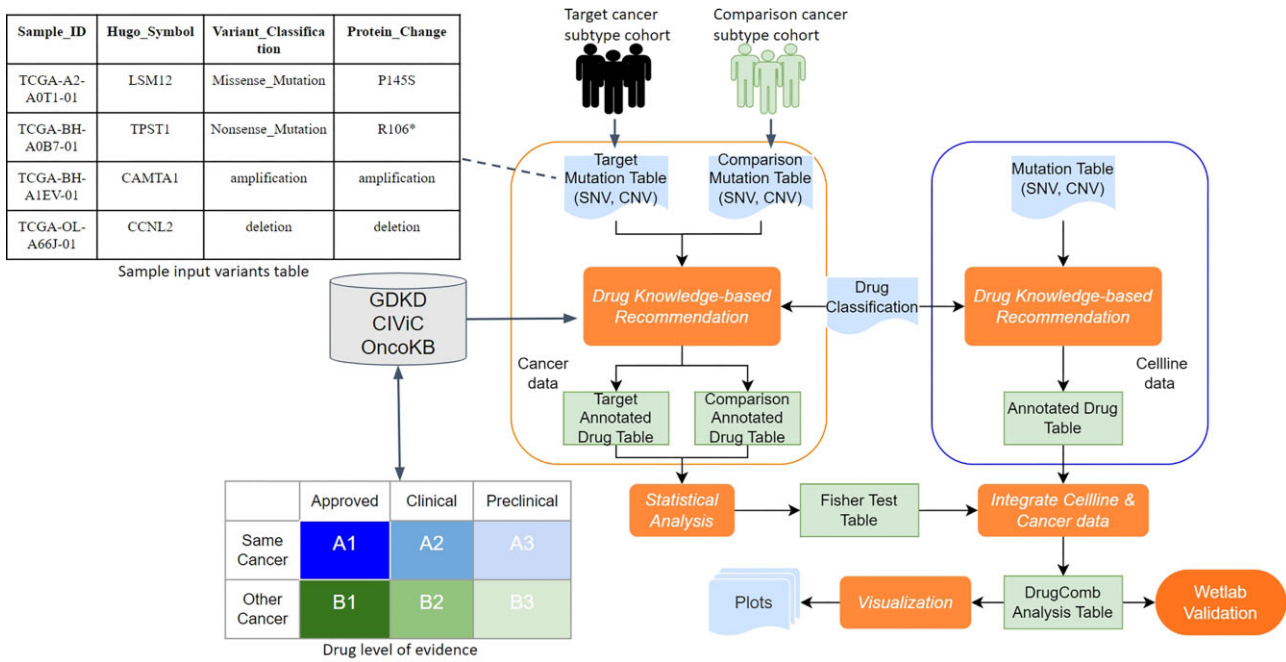 Sample_ID
Hugo_Symbol
Variant_Classifica
tion
Protein_Change
TCGA-A2-
A0T1-01
LSM12
Missense_Mutation
P145S
TCGA-BH-
A0B7-01
TPST1
Nonsense_Mutation
R106*
TCGA-BH-
A1EV-01
CAMTA1
amplification
amplification
TCGA-OL-
A66J-01
CCNL2
deletion
deletion
Sample input variants table
Target cancer
subtype cohort
Comparison cancer
subtype cohort
Target
Mutation Table
(SNV, CNV)
Comparison
Mutation Table
(SNV, CNV)
Mutation Table
(SNV, CNV)
GDKD
CIViC
OncoKB
Drug Knowledge-based
Recommendation
Drug
Classification
Drug Knowledge-based
Recommendation
Cancer
data
Cellline
data
Target
Annotated
Drug Table
Comparison
Annotated
Drug Table
Annotated Drug
Table
Statistical
Analysis
Fisher Test
Table
Integrate Cellline &
Cancer data
Approved
Clinical
Preclinical
Same
Cancer
A1
A2
A3
Other
Cancer
B1
B2
B3
Drug level of evidence
Plots
Visualization
DrugComb
Analysis Table
Wetlab
Validation